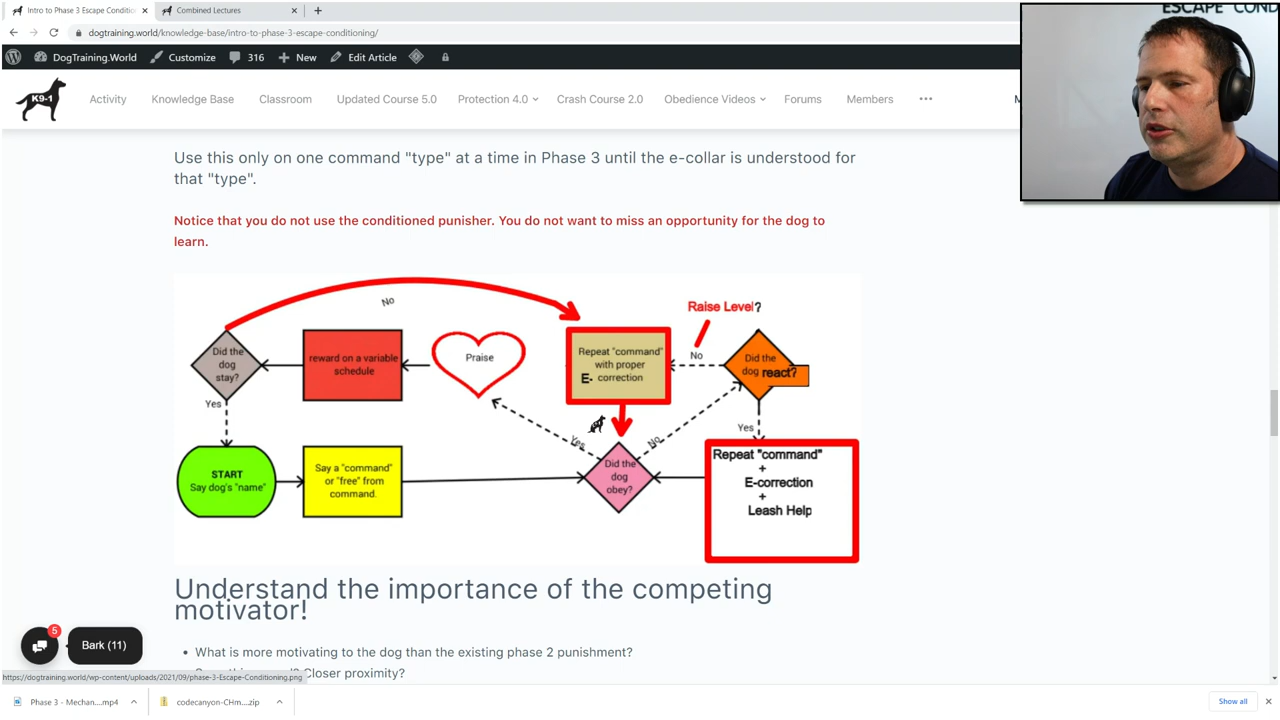 Intro to Phase 3 Escape Conditio
Combined Lectures
ESCAPE COND
dogtraining.world/knowledge-base/intro-to-phase-3-escape-conditioning/
DogTraining.World
Customize
316
New
Edit Article
K9-1
Activity
Knowledge Base
Classroom
Updated Course 5.0
Protection 4.0
Crash Course 2.0
Obedience Videos
Forums
Members
M
Use this only on one command "type" at a time in Phase 3 until the e-collar is understood for
that "type".
Notice that you do not use the conditioned punisher. You do not want to miss an opportunity for the dog to
learn.
No
Raise Level?
Did the
dog
stay?
reward on a variable
schedule
Praise
Repeat "command"
with proper
E- correction
No
Did the
dog react?
Yes
Yes
No
Yes
START
Say dog's "name"
Say a "command"
or "free" from
command.
Did the
dog
obey?
Repeat "command"
+
E-correction
+
Leash Help
Understand the importance of the competing
motivator!
What is more motivating to the dog than the existing phase 2 punishment?
Closer proximity?
5
Bark (11)
https://dogtraining.world/wp-content/uploads/2021/09/phase-3-Escape-Conditioning.png
Phase 3 - Mechan....mp4
codecanyon-CHm....zip
Show all